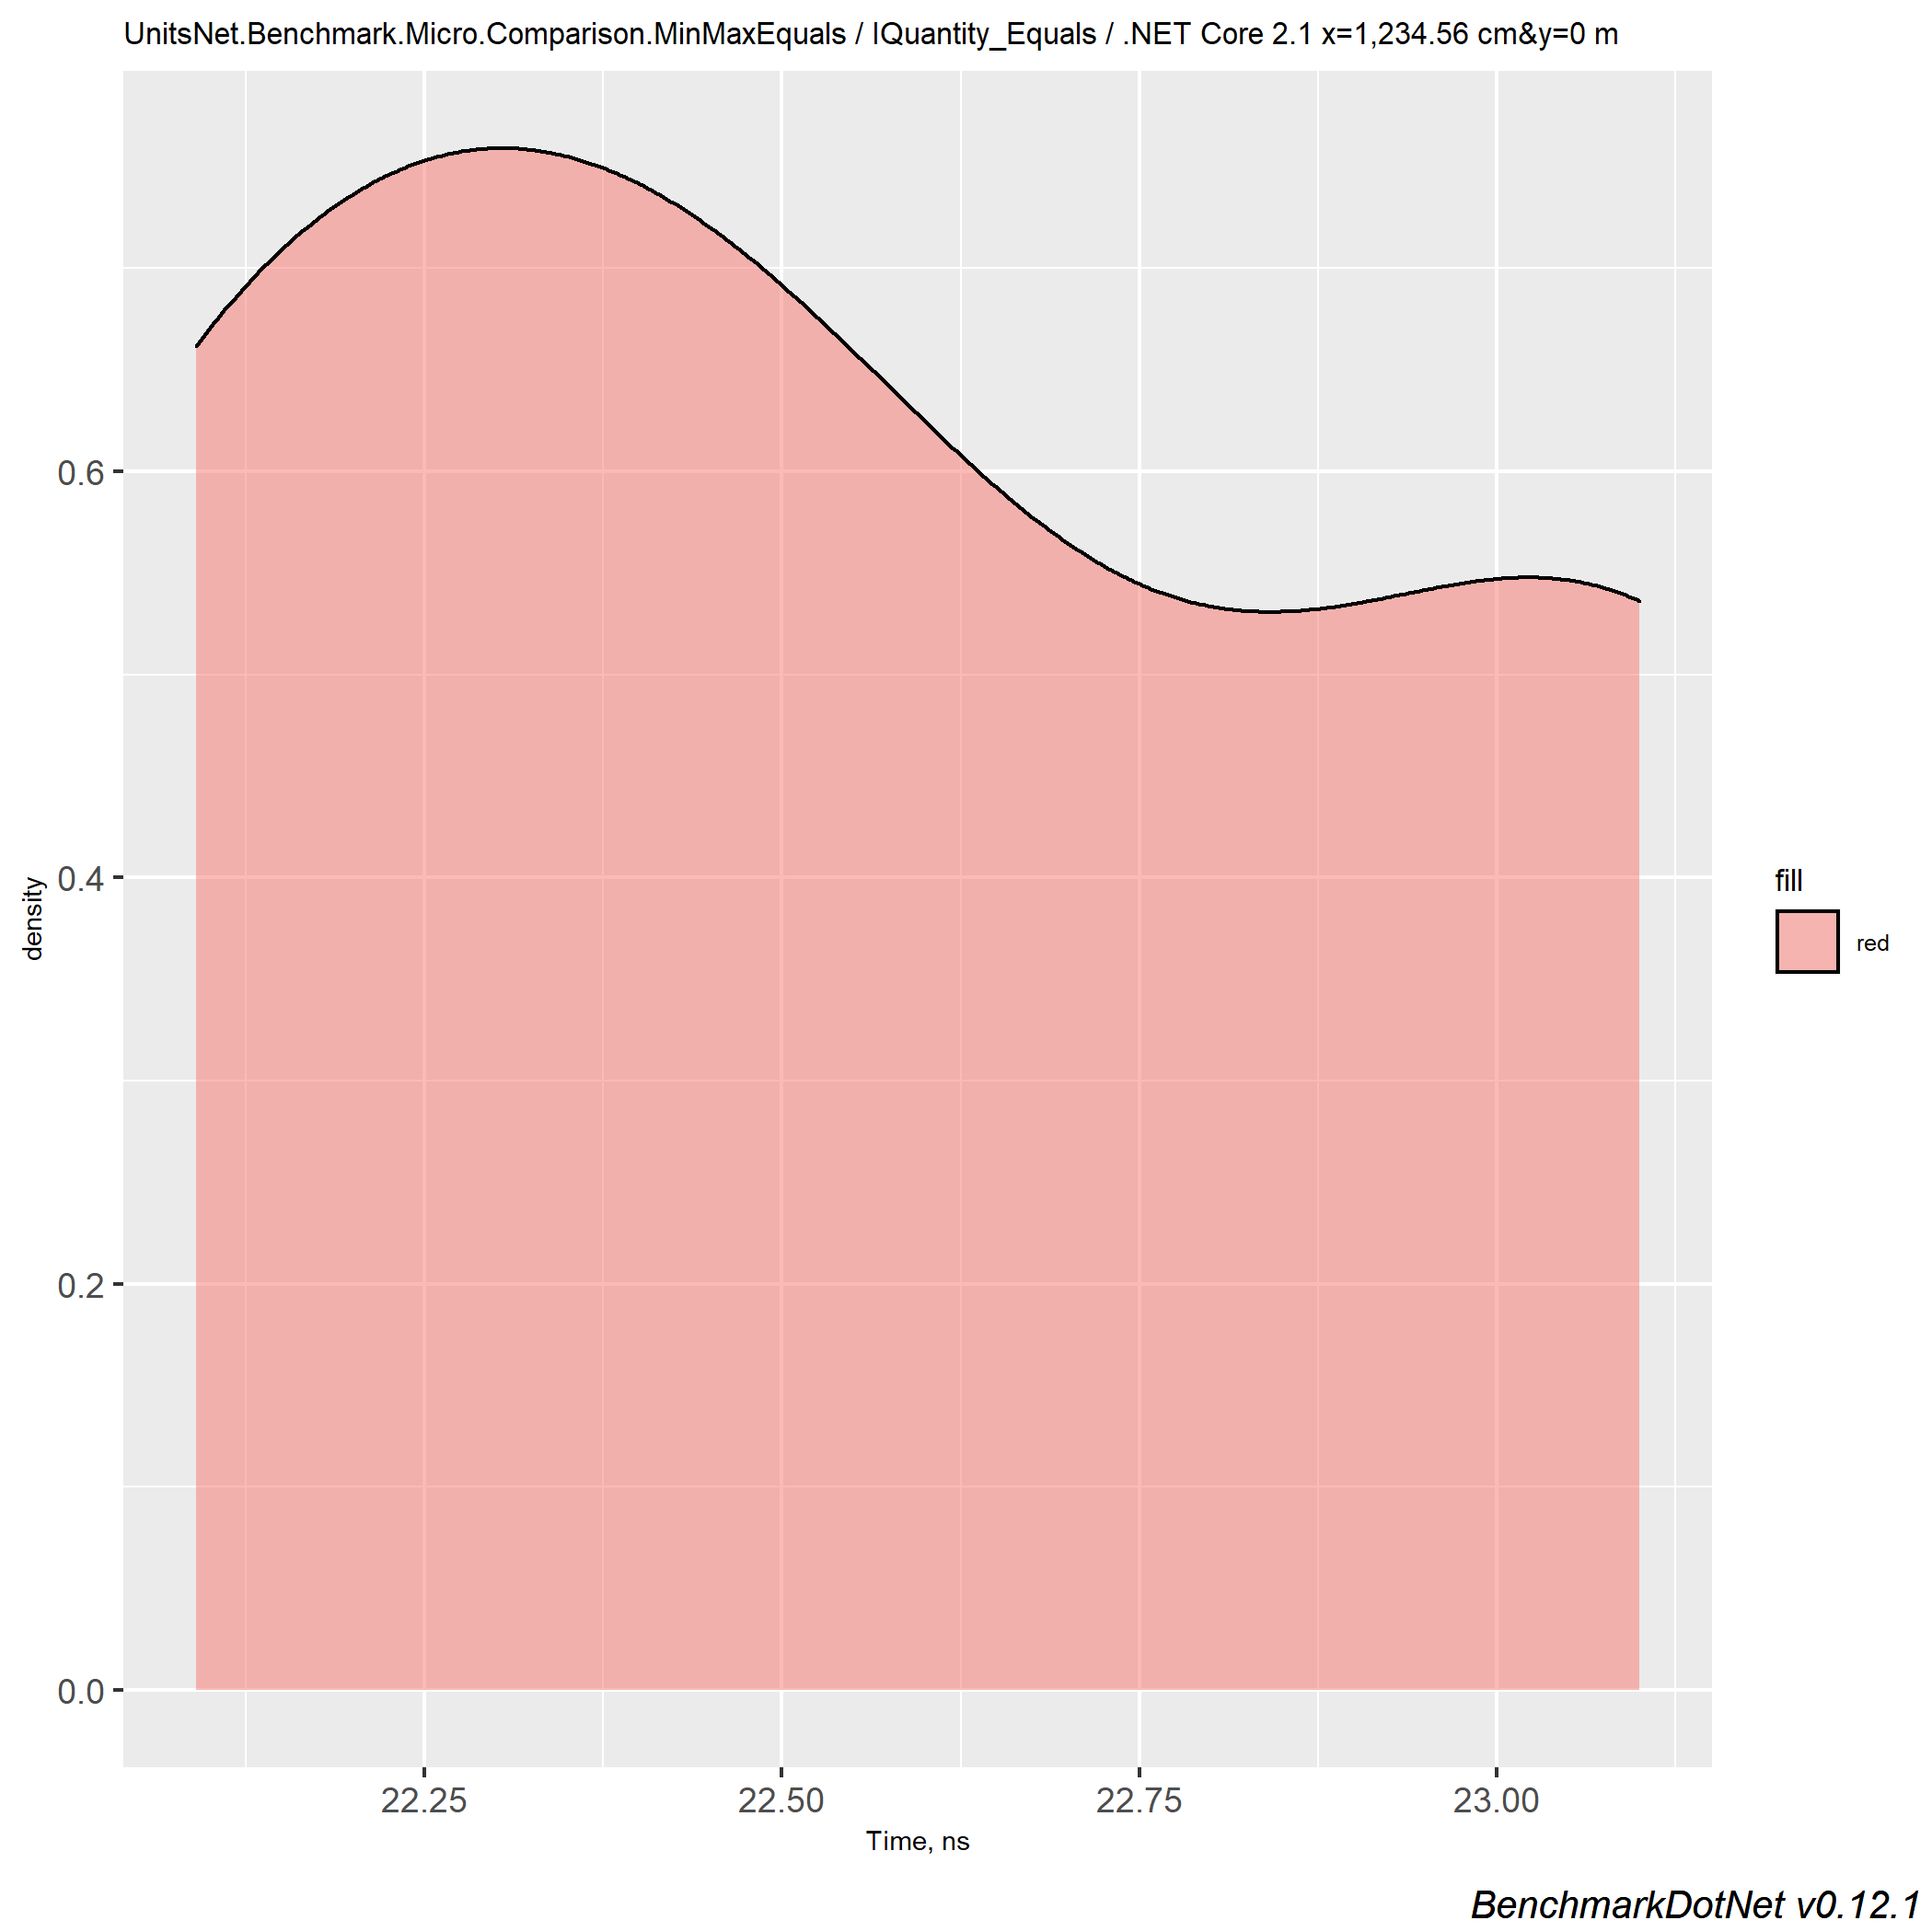 UnitsNet.Benchmark.Micro.Comparison.MinMaxEquals / IQuantity_Equals / .NET Core 2.1 x=1,234.56 cm&y=0 m
0.6
0.4
0.2
0.0
density
22.25 22.50 22.75 23.00
Time, ns
fill
red
BenchmarkDotNet v0.12.1